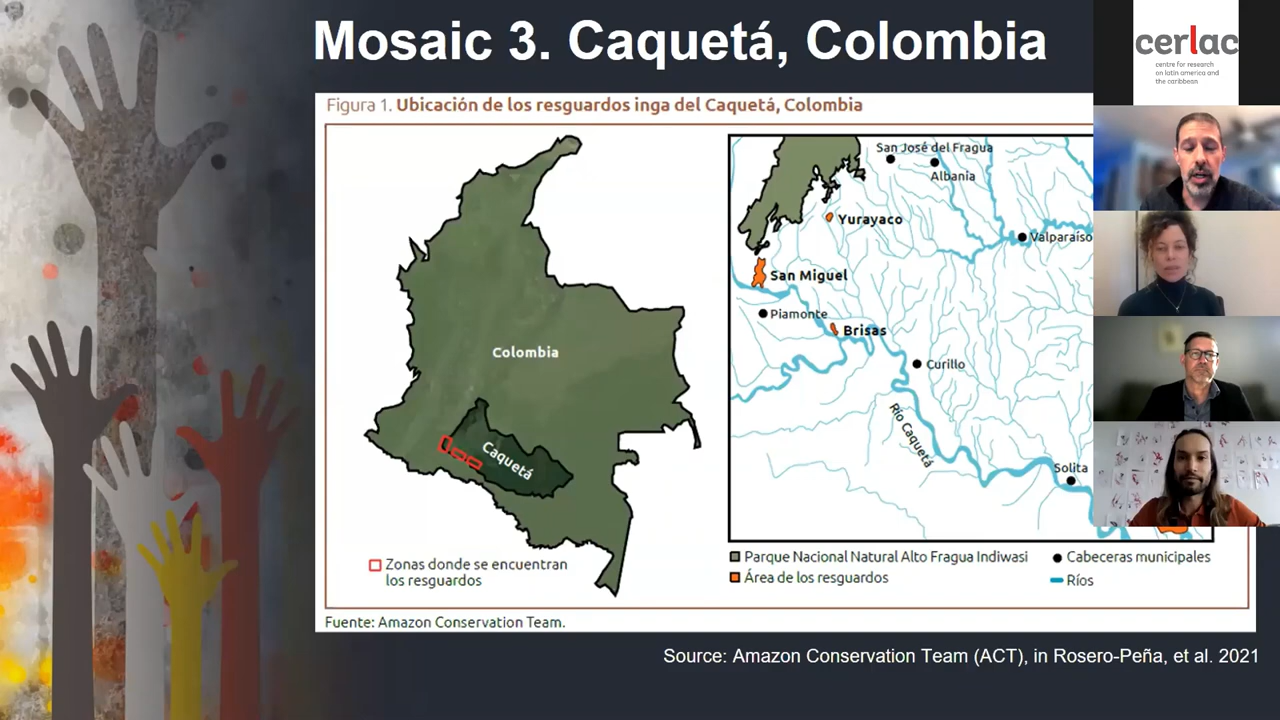 Mosaic 3. Caquetá, Colombia
cerlac
centre for research
on latin america and
the caribbean
Figura 1. Ubicación de los resguardos inga del Caquetá, Colombia
San José del Fragua
Albania
Yurayaco
Valparaíso
San Miguel
Piamonte
Brisas
Colombia
Curillo
Río Caquetá
Caquetá
Solita
Zonas donde se encuentran
los resguardos
Parque Nacional Natural Alto Fragua Indiwasi
Cabeceras municipales
Área de los resguardos
Ríos
Fuente: Amazon Conservation Team.
Source: Amazon Conservation Team (ACT), in Rosero-Peña, et al. 2021